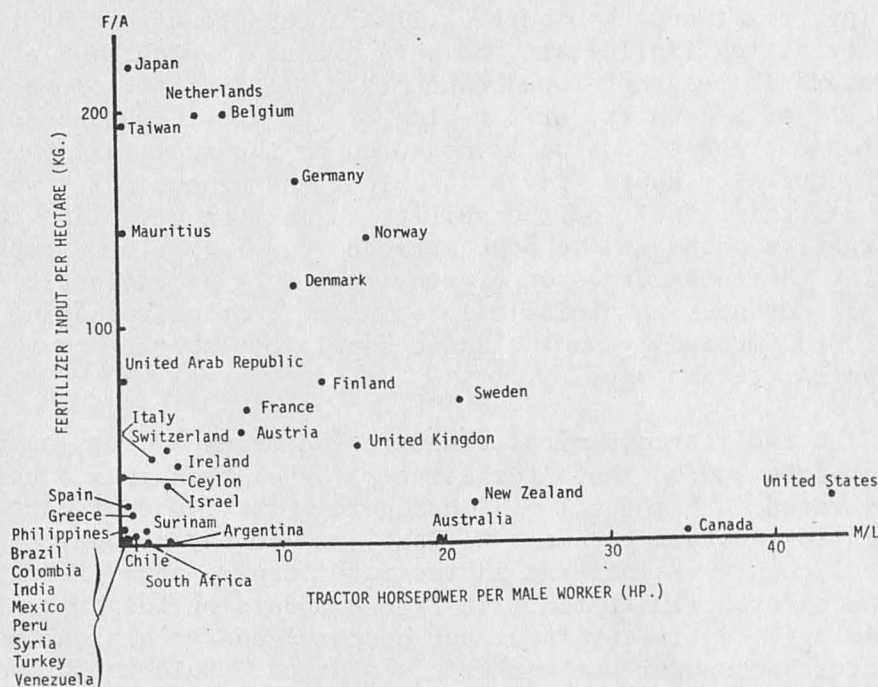 F/A
Japan
Netherlands
Belgium
200
Taiwan
Germany
Mauritius
Norway
Denmark
FERTILIZER INPUT PER HECTARE (KG.)
100
United Arab Republic
Finland
Sweden
Italy
France
Switzerland
Austria
United Kingdon
Ireland
Ceylon
Spain
Israel
New Zealand
United States
Greece
Surinam
Australia
Philippines
Argentina
Canada
M/L
Brazil
Chile
10
20
30
40
Colombia
South Africa
India
TRACTOR HORSEPOWER PER MALE WORKER (HP.)
Mexico
Peru
Syria
Turkey
Venezuela